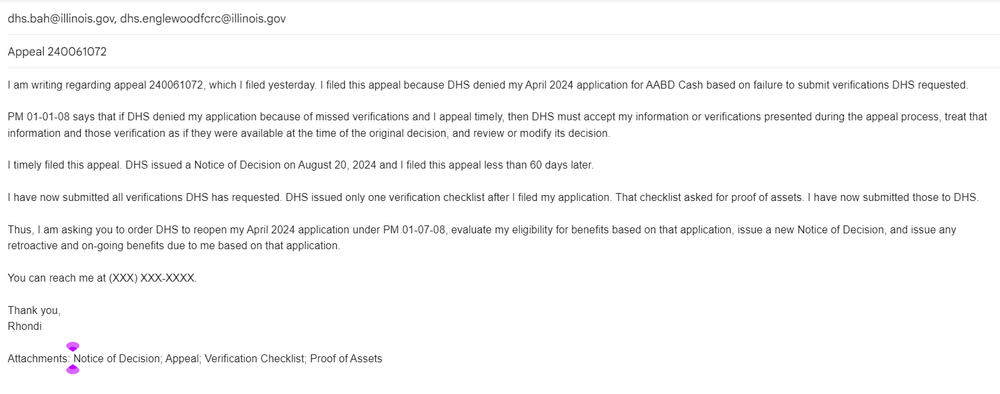 dhs.bah@illinois.gov, dhs.englewoodfcrc@illinois.gov
Appeal 240061072
I am writing regarding appeal 240061072, which I filed yesterday. I filed this appeal because DHS denied my April 2024 application for AABD Cash based on failure to submit verifications DHS requested.
PM 01-01-08 says that if DHS denied my application because of missed verifications and I appeal timely, then DHS must accept my information or verifications presented during the appeal process, treat that
information and those verification as if they were available at the time of the original decision, and review or modify its decision.
I timely filed this appeal. DHS issued a Notice of Decision on August 20, 2024 and I filed this appeal less than 60 days later.
I have now submitted all verifications DHS has requested. DHS issued only one verification checklist after I filed my application. That checklist asked for proof of assets. I have now submitted those to DHS.
Thus, I am asking you to order DHS to reopen my April 2024 application under PM 01-07-08, evaluate my eligibility for benefits based on that application, issue a new Notice of Decision, and issue any
retroactive and on-going benefits due to me based on that application.
You can reach me at (XXX) XXX-XXXX.
Thank you,
Rhondi
Attachments: Notice of Decision; Appeal; Verification Checklist; Proof of Assets